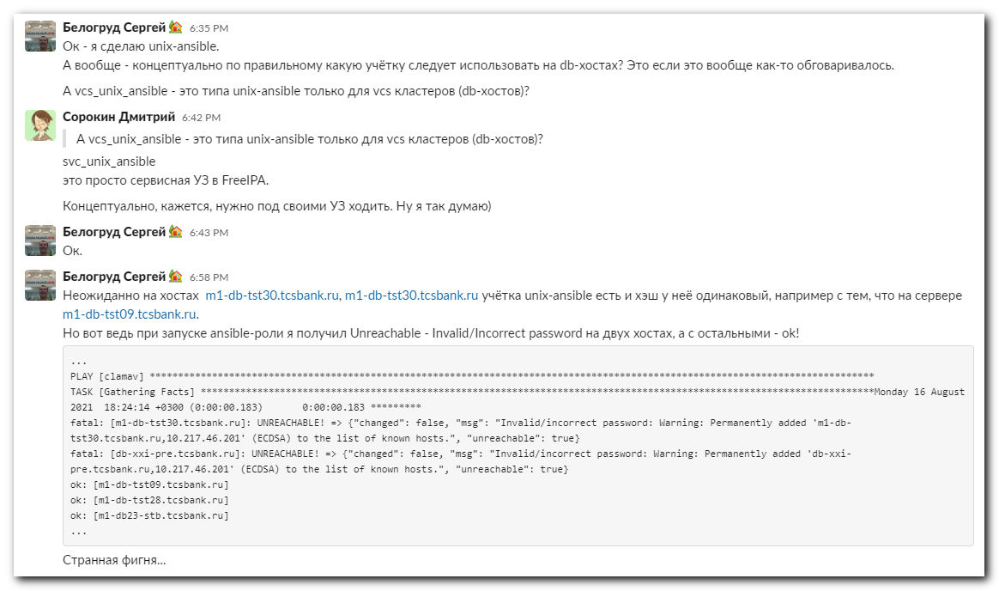 Белогруд Сергей 6:35 PM
Ок - я сделаю unix-ansible.
А вообще - концептуально по правильному какую учётку следует использовать на db-хостах? Это если это вообще как-то обговаривалось.
А vcs_unix_ansible - это типа unix-ansible только для vcs кластеров (db-хостов)?
Сорокин Дмитрий 6:42 PM
А vcs_unix_ansible - это типа unix-ansible только для vcs кластеров (db-хостов)?
svc_unix_ansible
это просто сервисная УЗ в FreeIPA.
Концептуально, кажется, нужно под своими УЗ ходить. Ну я так думаю)
Белогруд Сергей 6:43 PM
Ок.
Белогруд Сергей 6:58 PM
Неожиданно на хостах m1-db-tst30.tcsbank.ru, m1-db-tst30.tcsbank.ru учётка unix-ansible есть и хэш у неё одинаковый, например с тем, что на сервере
m1-db-tst09.tcsbank.ru.
Но вот ведь при запуске ansible-роли я получил Unreachable - Invalid/Incorrect password на двух хостах, а с остальными - ok!
...
PLAY [clamav] ********************************************************************************************************************************
TASK [Gathering Facts] ***********************************************************************************************************************Monday 16 August
2021  18:24:14 +0300 (0:00:00.183)       0:00:00.183 *********
fatal: [m1-db-tst30.tcsbank.ru]: UNREACHABLE! => {"changed": false, "msg": "Invalid/incorrect password: Warning: Permanently added 'm1-db-
tst30.tcsbank.ru,10.217.46.201' (ECDSA) to the list of known hosts.", "unreachable": true}
fatal: [db-xxi-pre.tcsbank.ru]: UNREACHABLE! => {"changed": false, "msg": "Invalid/incorrect password: Warning: Permanently added 'db-xxi-
pre.tcsbank.ru,10.217.46.201' (ECDSA) to the list of known hosts.", "unreachable": true}
ok: [m1-db-tst09.tcsbank.ru]
ok: [m1-db-tst28.tcsbank.ru]
ok: [m1-db23-stb.tcsbank.ru]
...
Странная фигня...